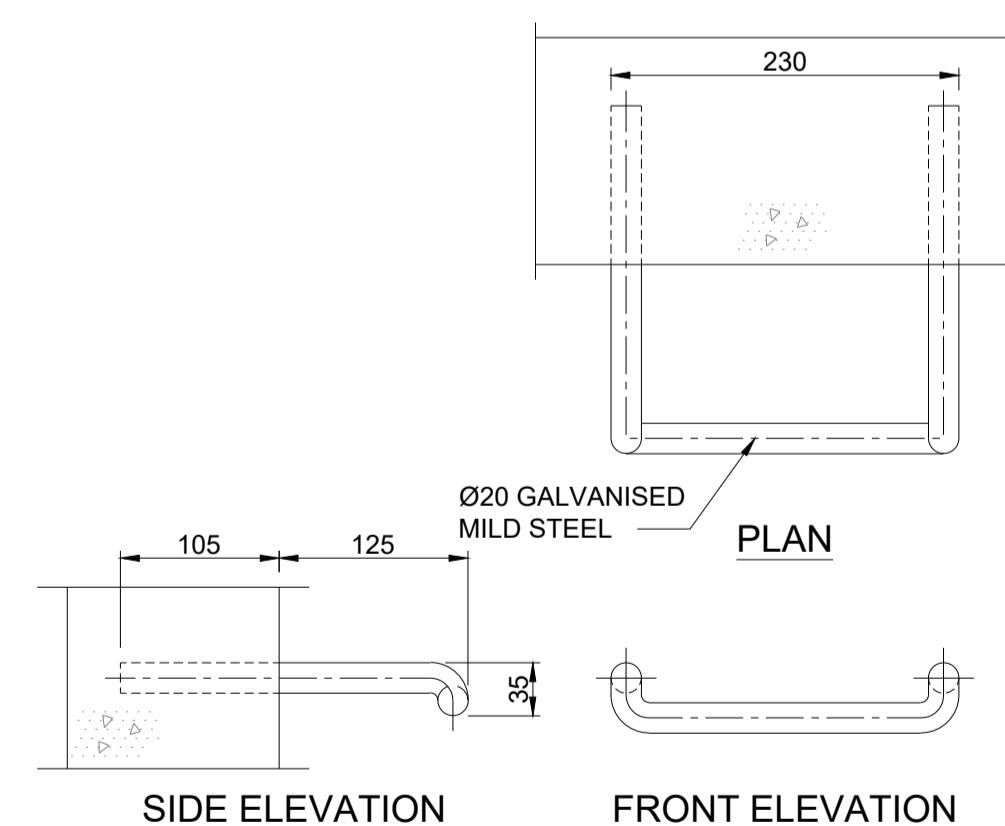 230
Ø20 GALVANISED
MILD STEEL
PLAN
105
125
35
SIDE ELEVATION
FRONT ELEVATION